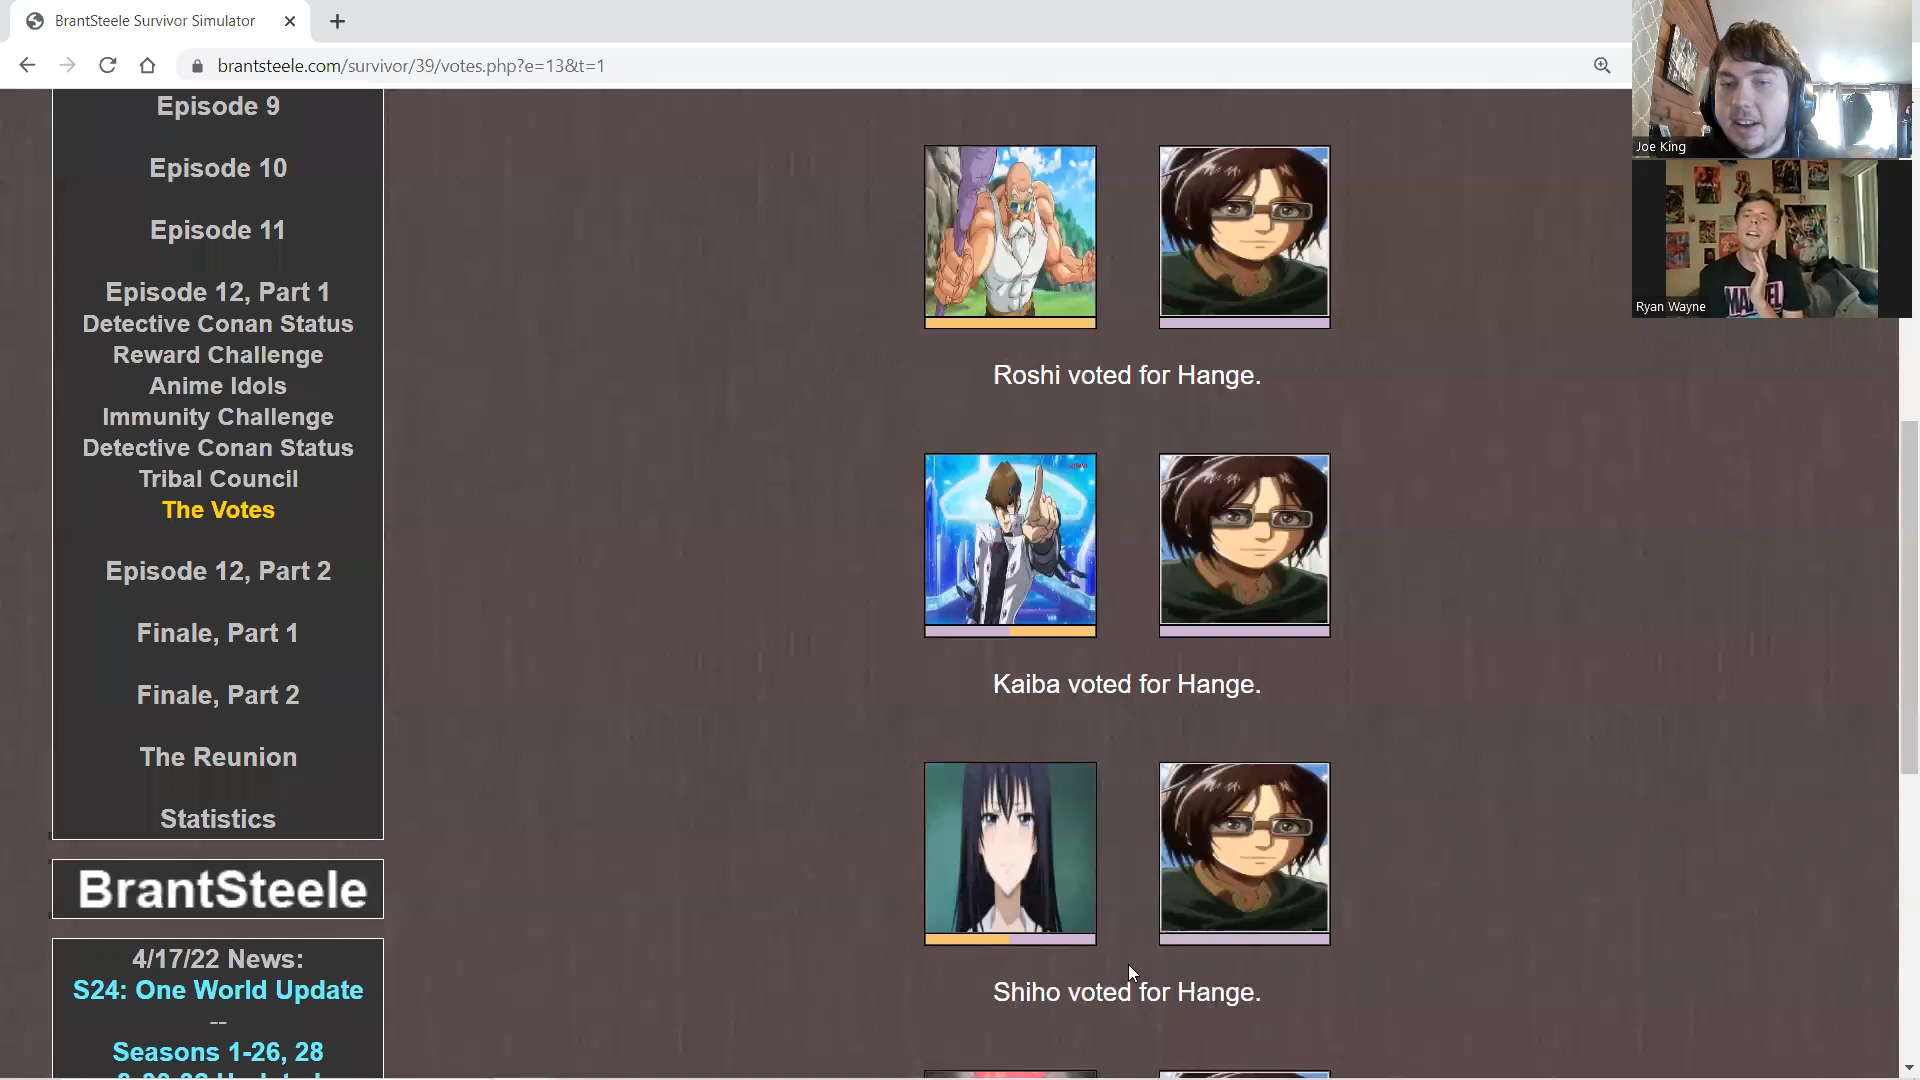 BrantSteele Survivor Simulator
brantsteele.com/survivor/39/votes.php?e=13&t=1
Joe King
Ryan Wayne
Episode 9
Episode 10
Episode 11
Episode 12, Part 1
Detective Conan Status
Reward Challenge
Anime Idols
Immunity Challenge
Detective Conan Status
Tribal Council
The Votes
Episode 12, Part 2
Finale, Part 1
Finale, Part 2
The Reunion
Statistics
BrantSteele
4/17/22 News:
S24: One World Update
--
Seasons 1-26, 28
Roshi voted for Hange.
Kaiba voted for Hange.
Shiho voted for Hange.